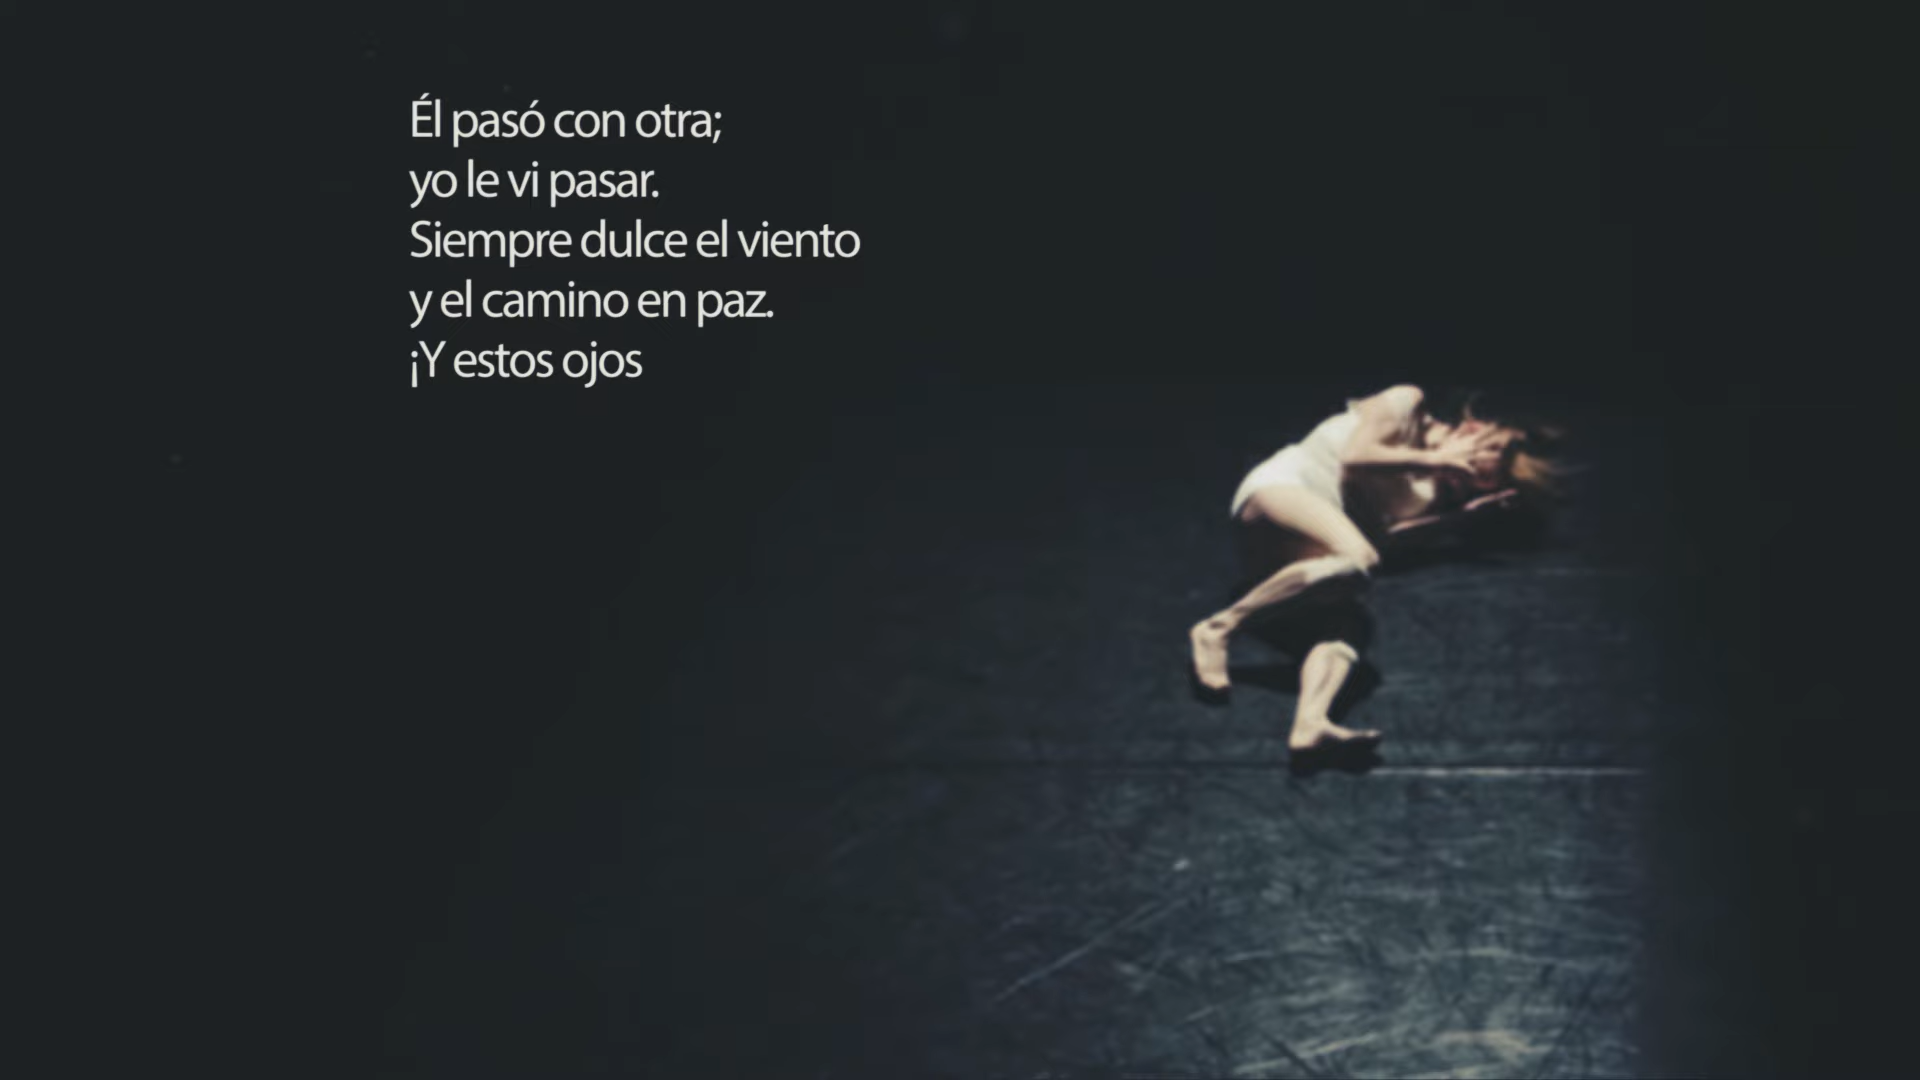 Él pasó con otra;
yo le vi pasar.
Siempre dulce el viento
y el camino en paz.
¡Y estos ojos